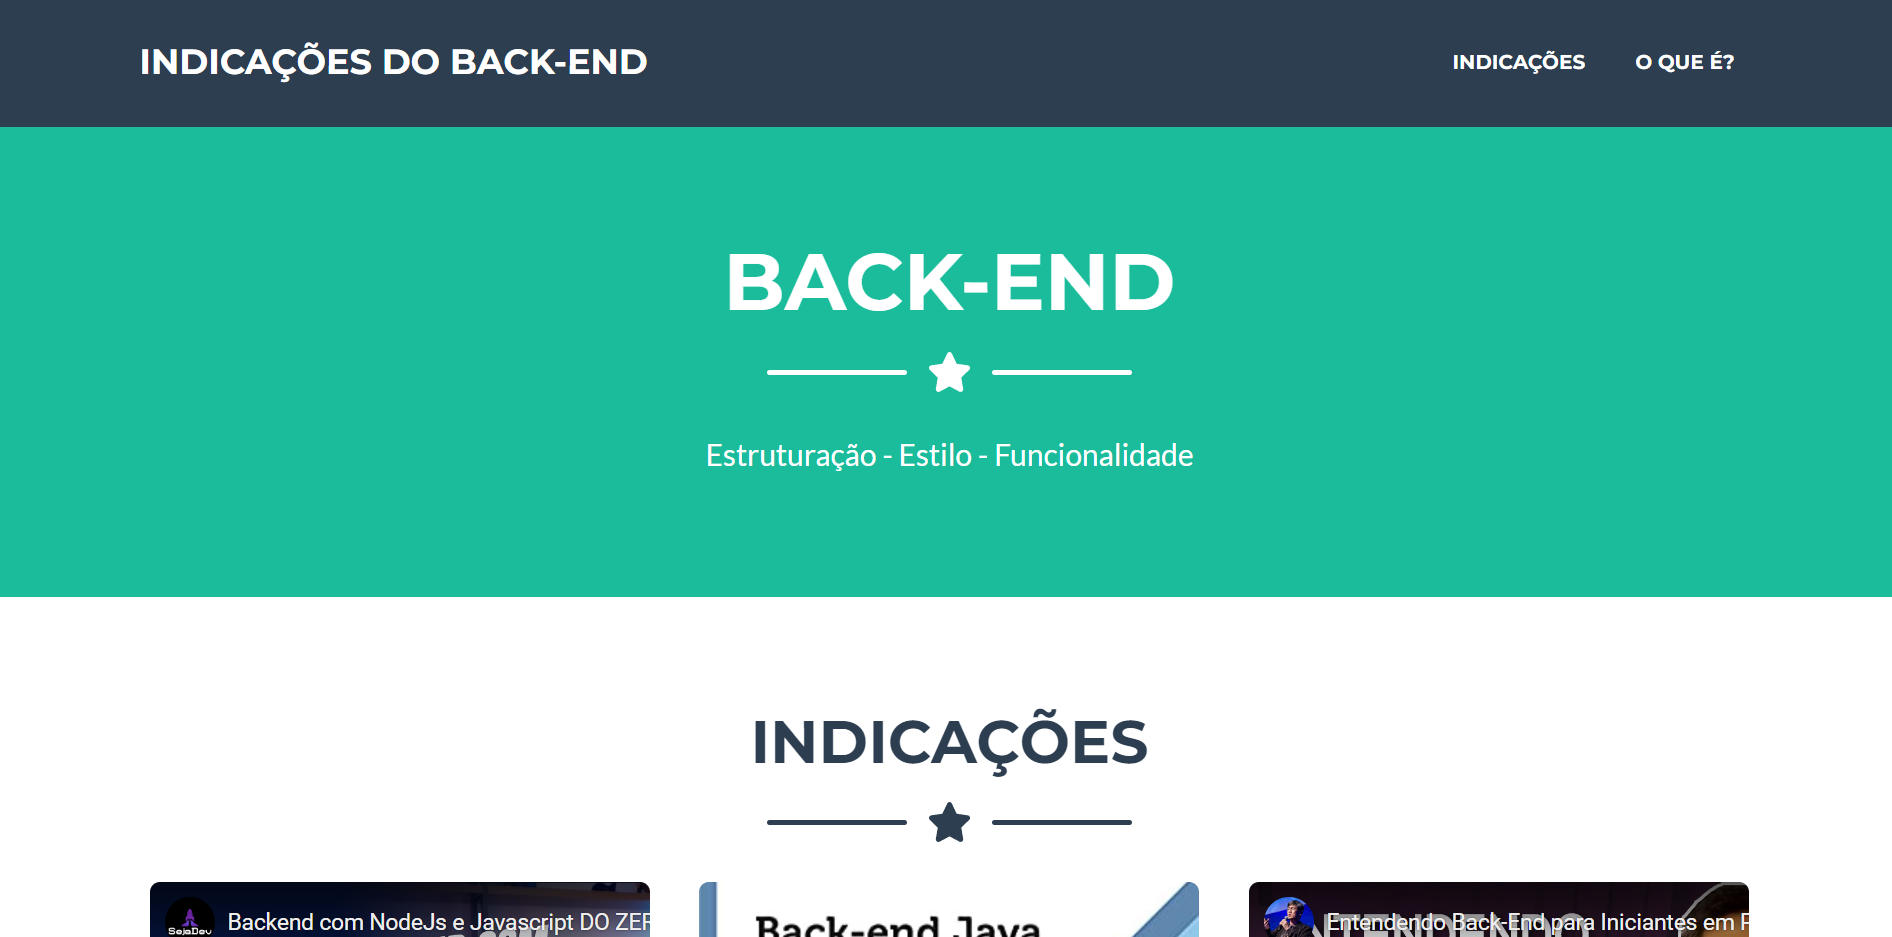 INDICAÇÕES DO BACK-END
INDICAÇÕES
O QUE É?
BACK-END
Estruturação - Estilo - Funcionalidade
INDICAÇÕES
SejaDev
Backend com NodeJs e Javascript DO ZER
Back-end Java
Entendendo Back-End para Iniciantes em